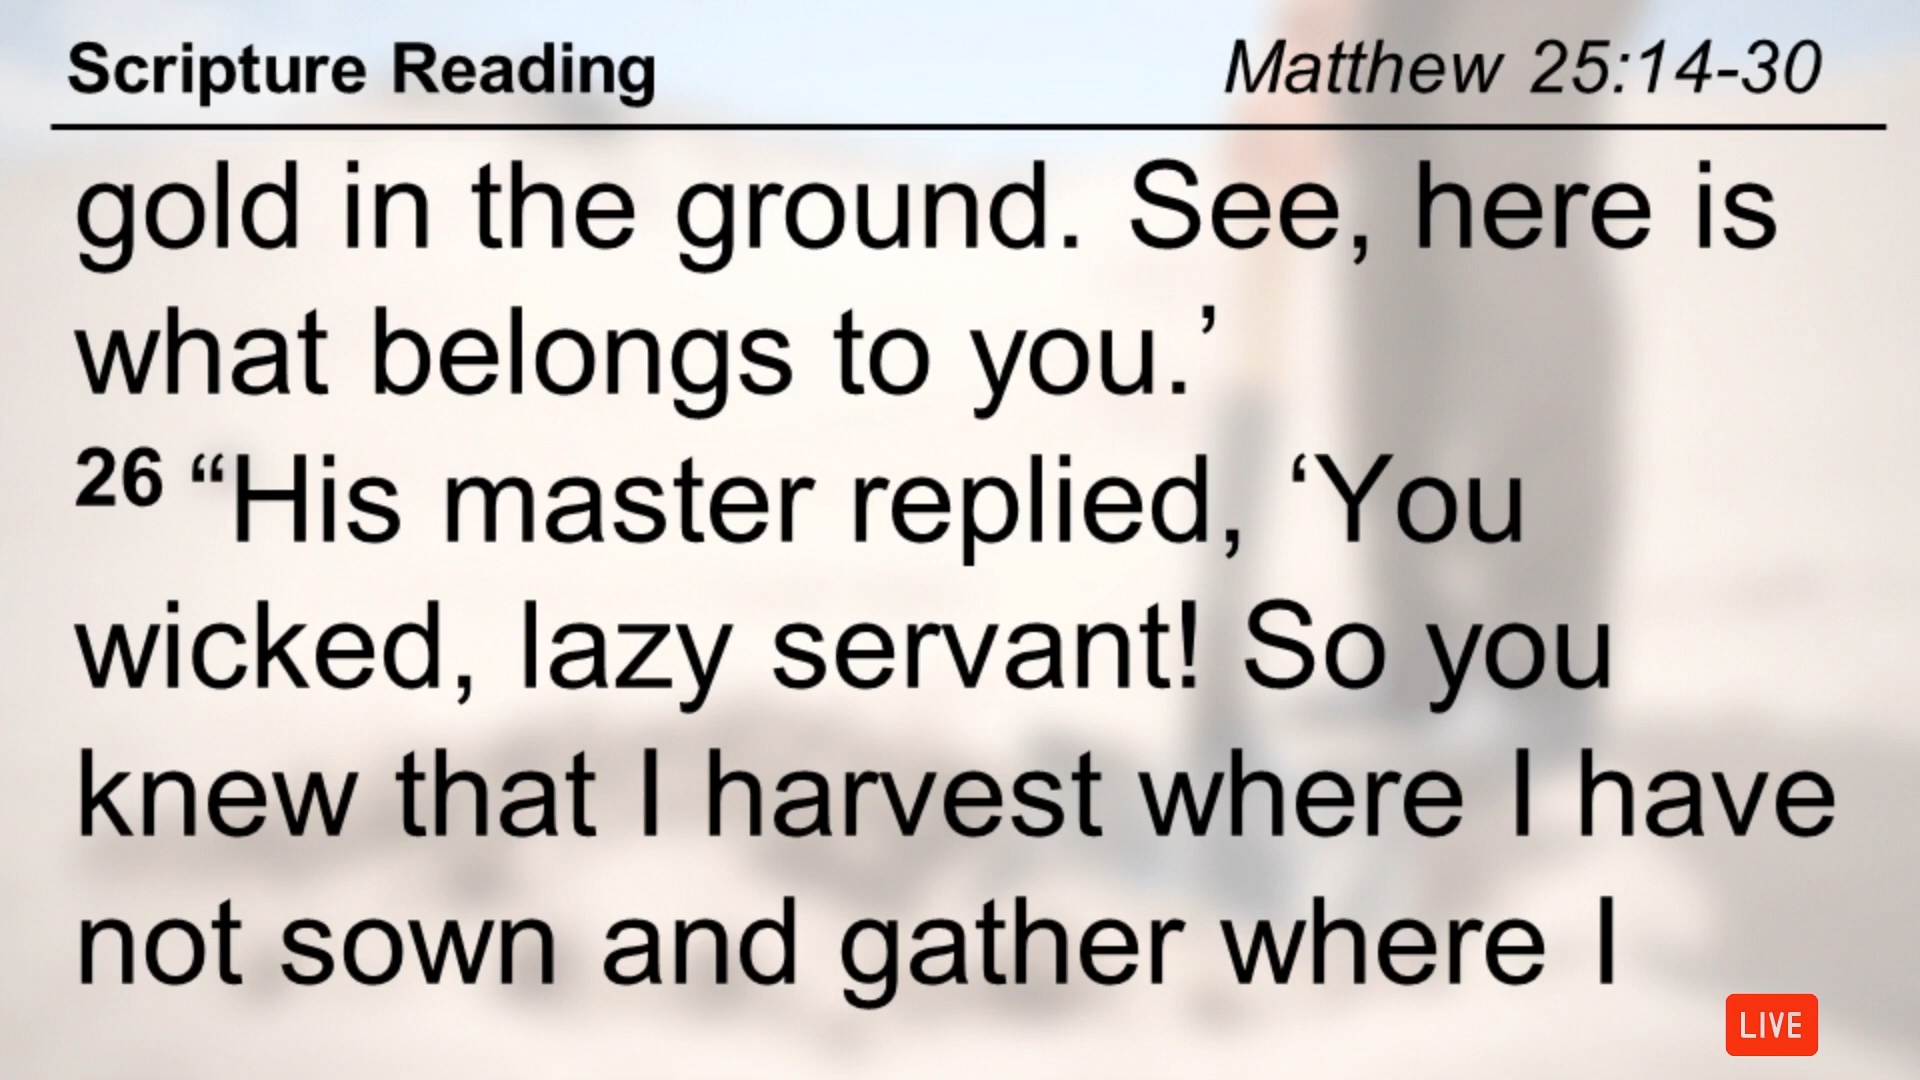 Scripture Reading
Matthew 25:14-30
gold in the ground. See, here is
what belongs to you.’
26 “His master replied, ‘You
wicked, lazy servant! So you
knew that I harvest where I have
not sown and gather where I
LIVE